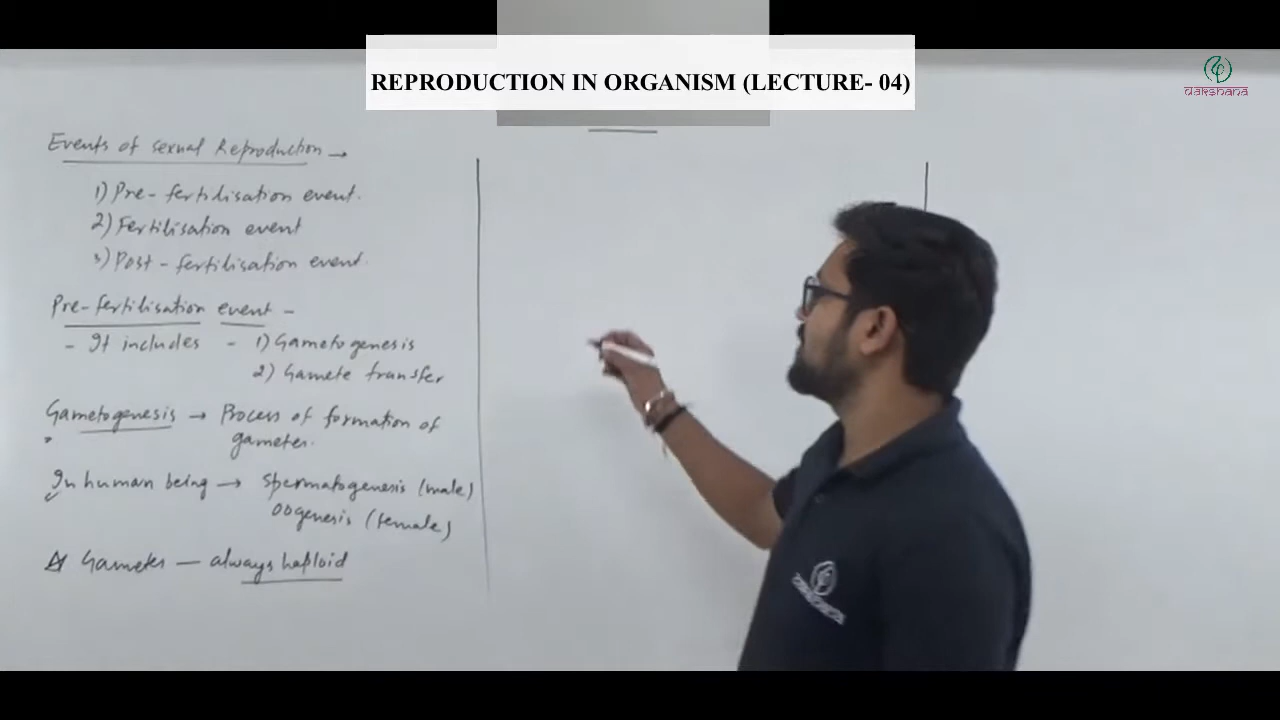 REPRODUCTION IN ORGANISM (LECTURE- 04)
darshana
Events of sexual Reproduction →
1) Pre-fertilisation event.
2) Fertilisation event
3) Post-fertilisation event.
Pre-fertilisation event -
- It includes - 1) Gametogenesis
2) Gamete transfer
Gametogenesis → Process of formation of
gametes.
In human being → Spermatogenesis (male)
oogenesis (female)
Gametes — always haploid